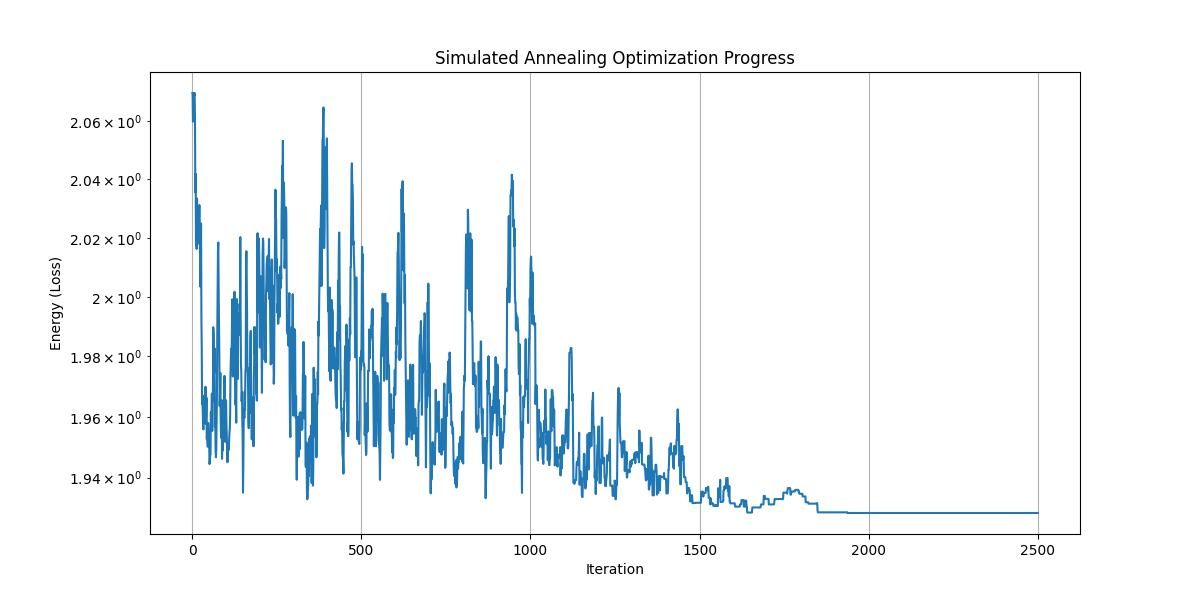 Simulated Annealing Optimization Progress
Energy (Loss)
2.06 × 10⁰
2.04 × 10⁰
2.02 × 10⁰
2 × 10⁰
1.98 × 10⁰
1.96 × 10⁰
1.94 × 10⁰
0 500 1000 1500 2000 2500
Iteration